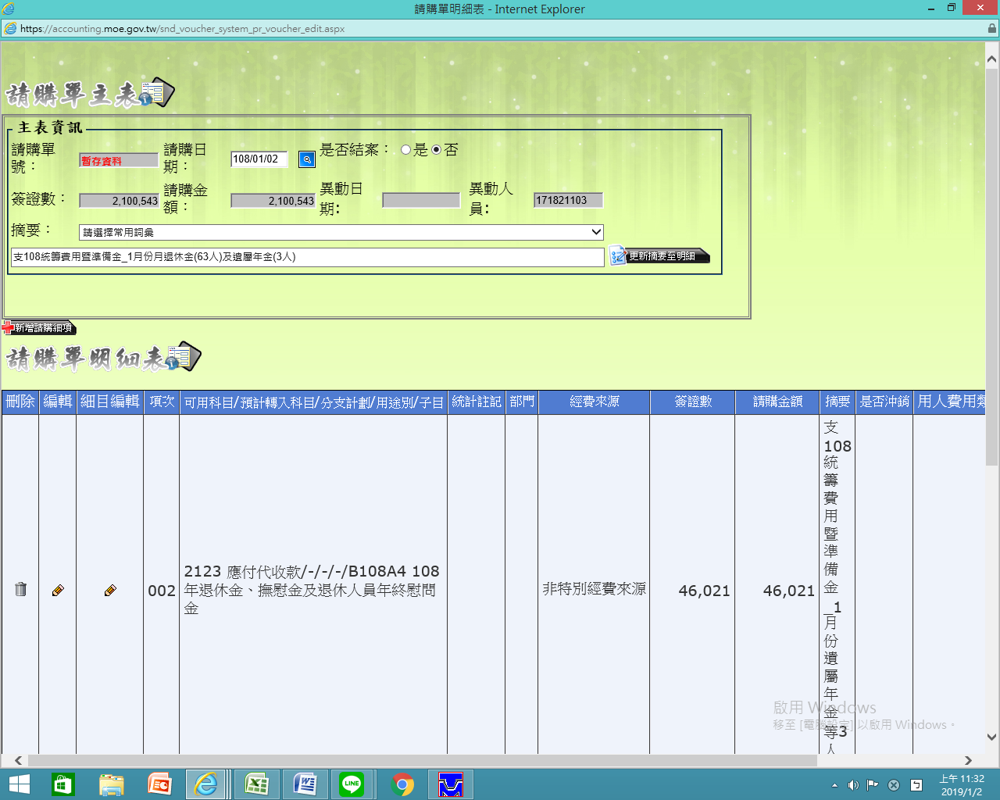 請購單明細表 - Internet Explorer
https://accounting.moe.gov.tw/snd_voucher_system_pr_voucher_edit.aspx
請購單主表
主表資訊
請購單號：
暫存資料
請購日期：
108/01/02
是否結案：
是
否
簽證數：
2,100,543
請購金額：
2,100,543
異動日期:
異動人員:
171821103
摘要：
請選擇常用詞彙
支108統籌費用暨準備金_1月份月退休金(63人)及遺屬年金(3人)
更新摘要至明細
新增請購細項
請購單明細表
刪除 編輯 細目編輯 項次 可用科目/預計轉入科目/分支計劃/用途別/子目 統計註記 部門 經費來源 簽證數 請購金額 摘要 是否沖銷 用人費用類
002
2123 應付代收款/-/-/-/B108A4 108
年退休金、撫慰金及退休人員年終慰問
金
非特別經費來源
46,021
46,021
支
108
統
籌
費
用
暨
準
備
金
_1
月
份
遺
屬
年
金
等3
人
啟用 Windows
移至 [電腦設定] 以啟用 Windows。
上午 11:32
2019/1/2